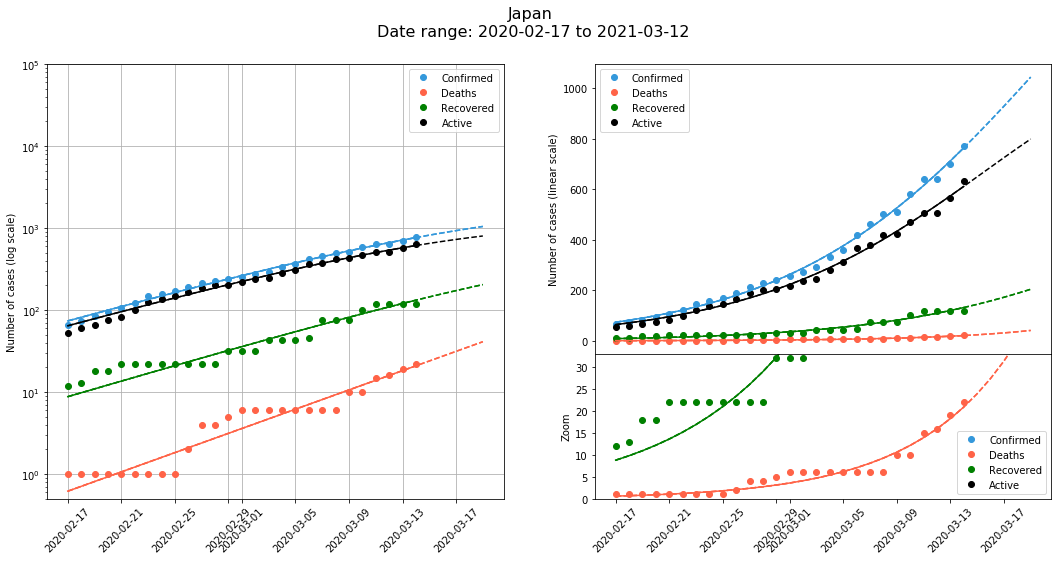 Japan
Date range: 2020-02-17 to 2021-03-12
Number of cases (log scale)
10⁵
10⁴
10³
10²
10¹
10⁰
Confirmed
Deaths
Recovered
Active
2020-02-17
2020-02-21
2020-02-25
2020-02-29
2020-03-01
2020-03-05
2020-03-09
2020-03-13
2020-03-17
Number of cases (linear scale)
1000
800
600
400
200
0
Confirmed
Deaths
Recovered
Active
Zoom
30
25
20
15
10
5
0
Confirmed
Deaths
Recovered
Active
2020-02-17
2020-02-21
2020-02-25
2020-02-29
2020-03-01
2020-03-05
2020-03-09
2020-03-13
2020-03-17